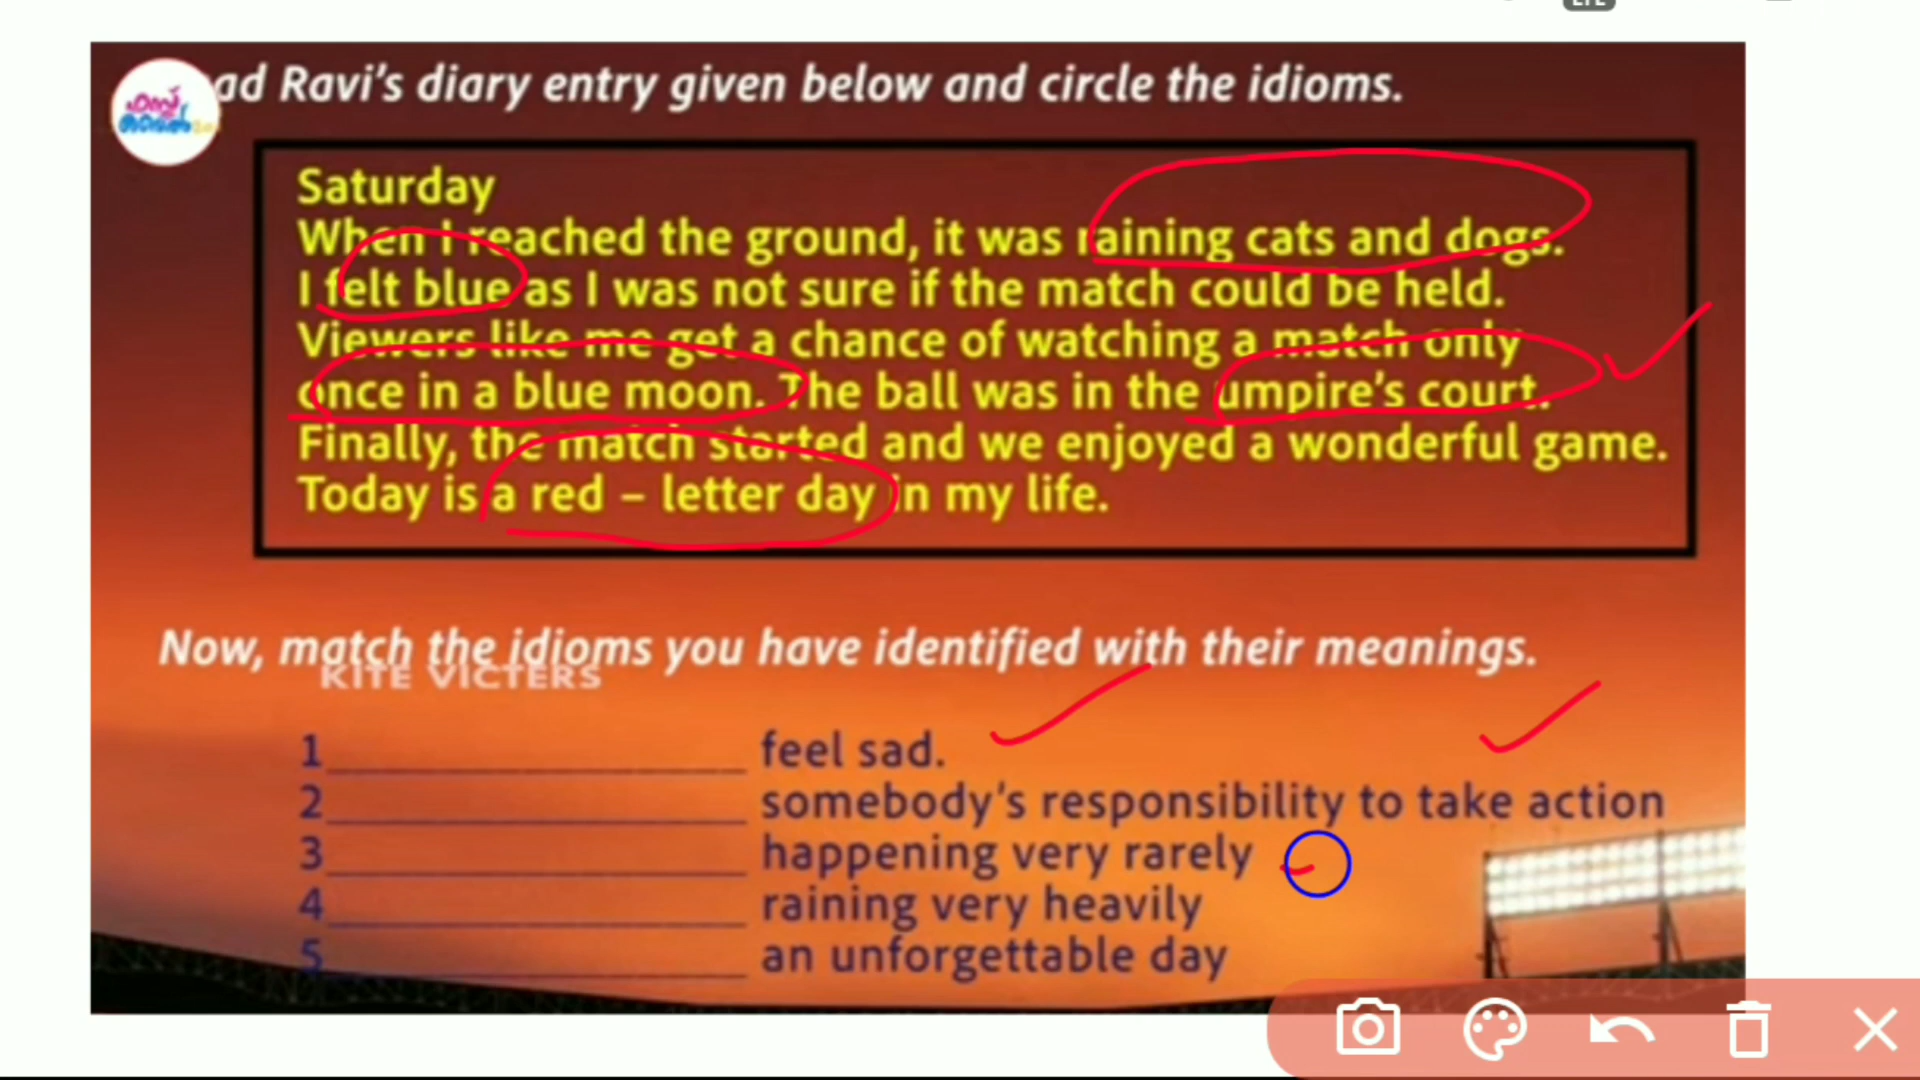 ad Ravi's diary entry given below and circle the idioms.
Saturday
When I reached the ground, it was raining cats and dogs.
I felt blue as I was not sure if the match could be held.
Viewers like me get a chance of watching a match only
once in a blue moon. The ball was in the umpire's court.
Finally, the match started and we enjoyed a wonderful game.
Today is a red – letter day in my life.
Now, match the idioms you have identified with their meanings.
KITE VICTERS
1 feel sad.
2 somebody's responsibility to take action
3 happening very rarely
4 raining very heavily
5 an unforgettable day